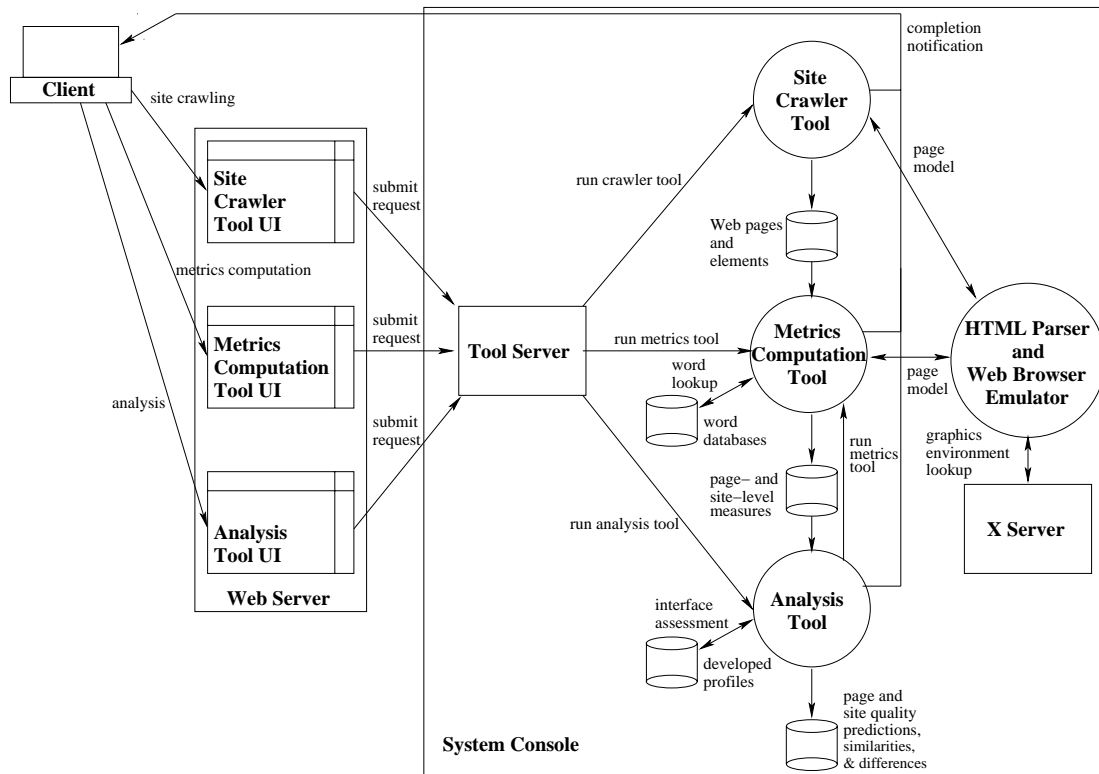 Client
site crawling
Site
Crawler
Tool UI
metrics computation
Metrics
Computation
Tool UI
analysis
Analysis
Tool UI
Web Server
submit
request
submit
request
submit
request
Tool Server
run crawler tool
run metrics tool
run analysis tool
System Console
completion
notification
Site
Crawler
Tool
page
model
Web pages
and
elements
Metrics
Computation
Tool
word
lookup
word
databases
page
model
HTML Parser
and
Web Browser
Emulator
graphics
environment
lookup
X Server
run
metrics
tool
page− and
site−level
measures
Analysis
Tool
interface
assessment
developed
profiles
page and
site quality
predictions,
similarities,
& differences